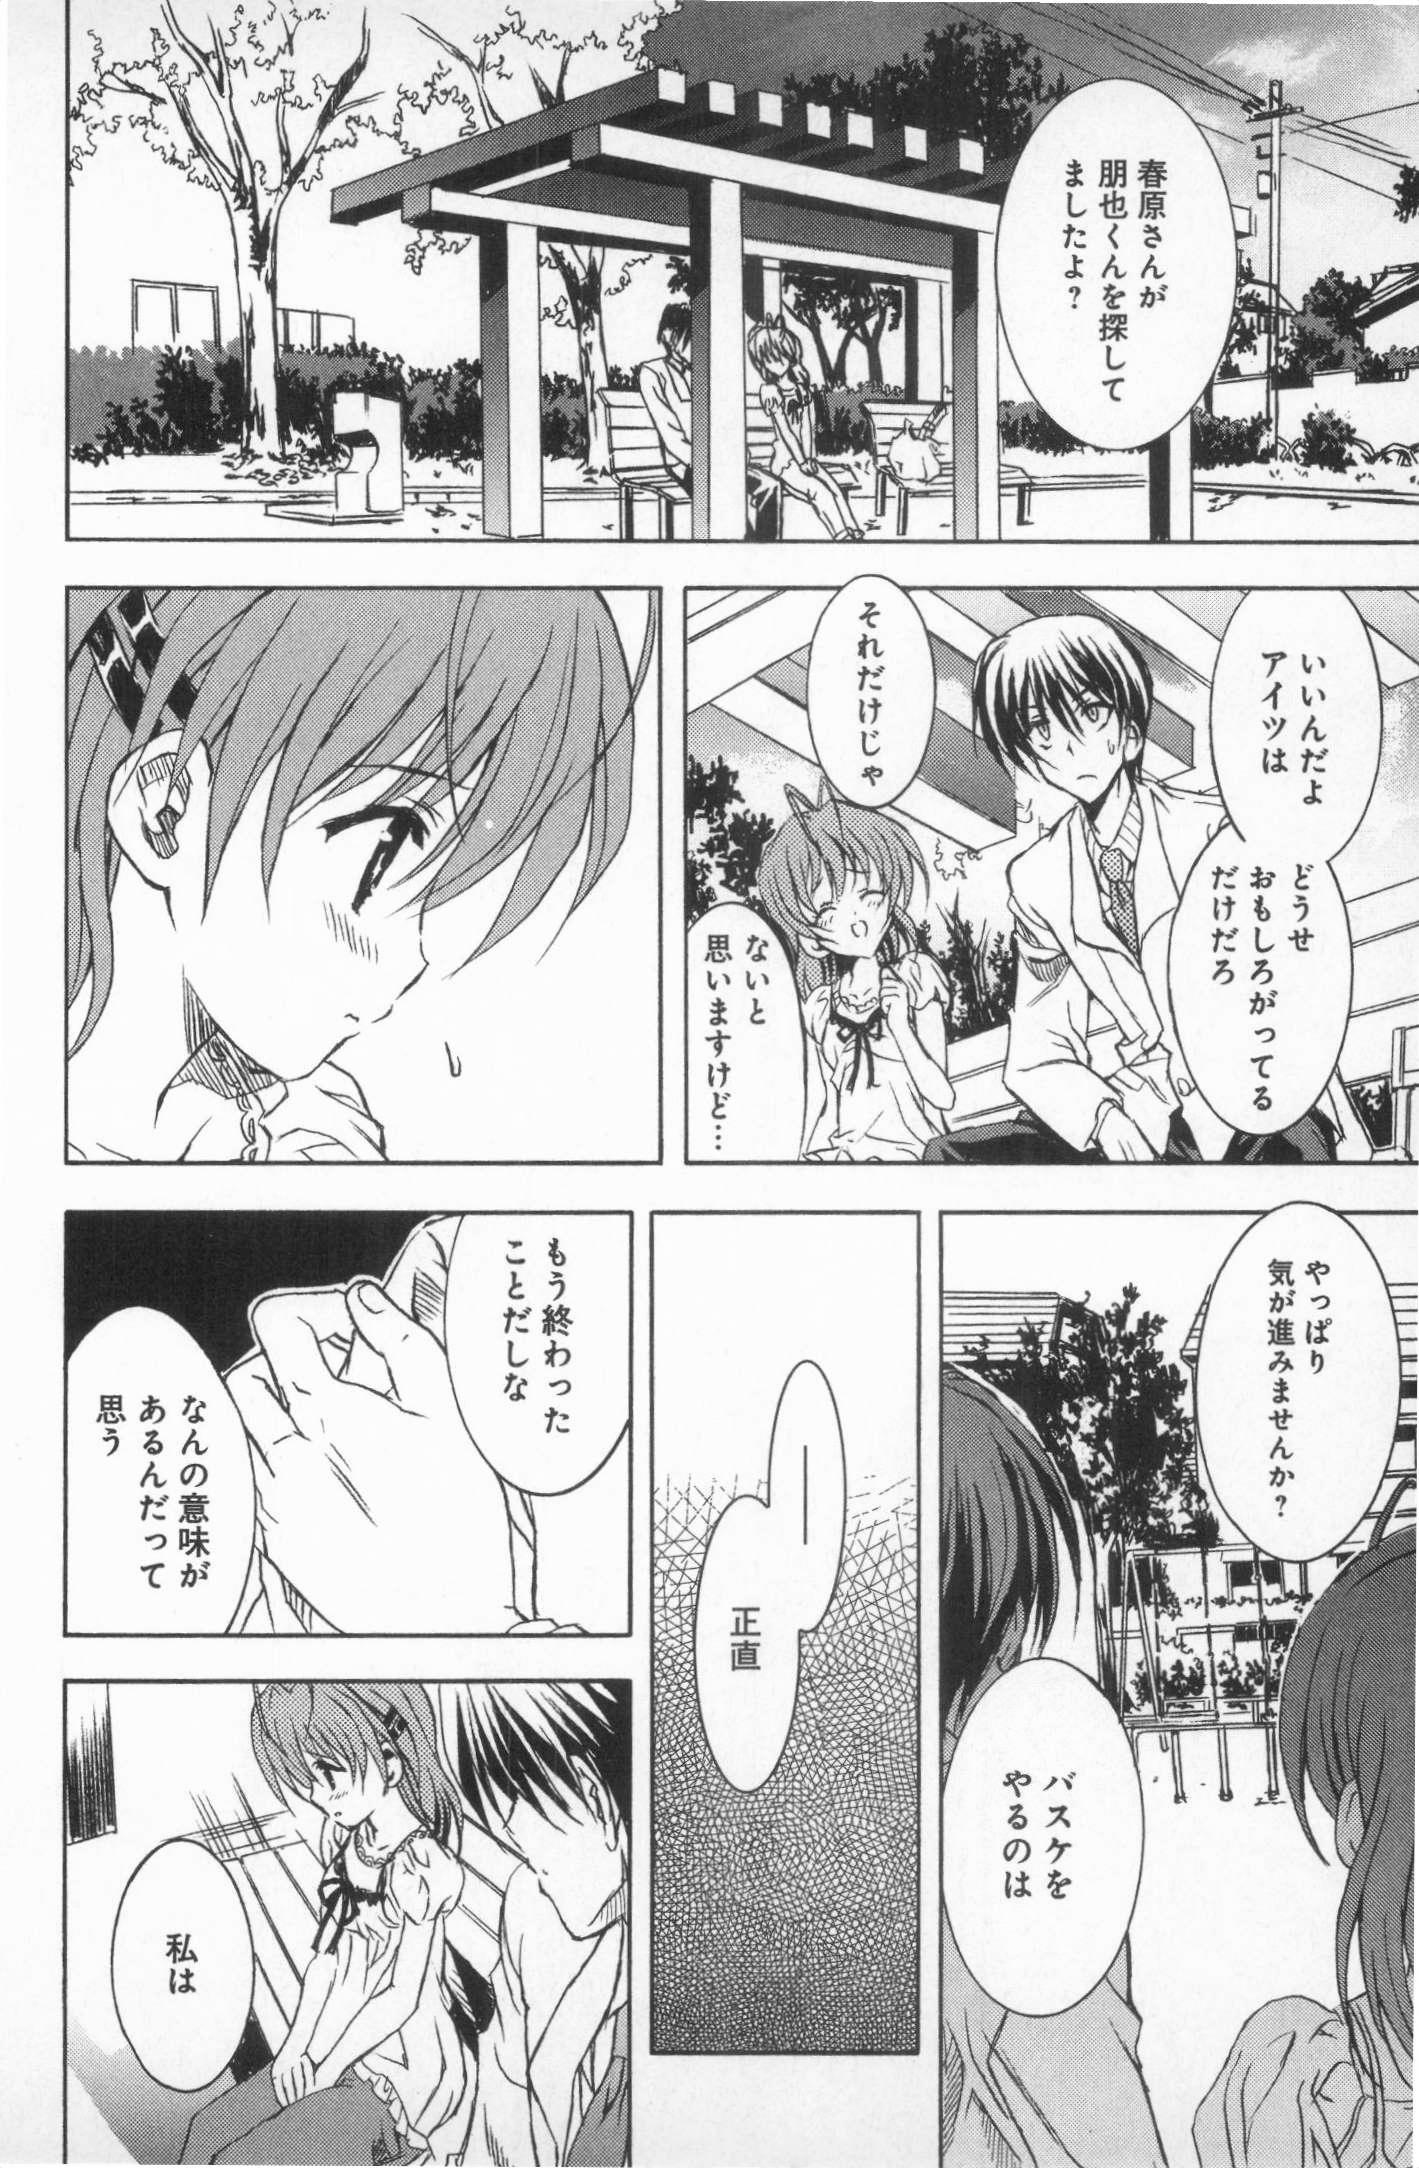 春原さんが
朋也くんを探して
ましたよ?
いいんだよ
アイツは
どうせ
おもしろがってる
だけだろ
それだけじゃ
ないと
思いますけど…
やっぱり
気が進みませんか?
バスケを
やるのは
――
正直
もう終わった
ことだしな
なんの意味が
あるんだって
思う
私は